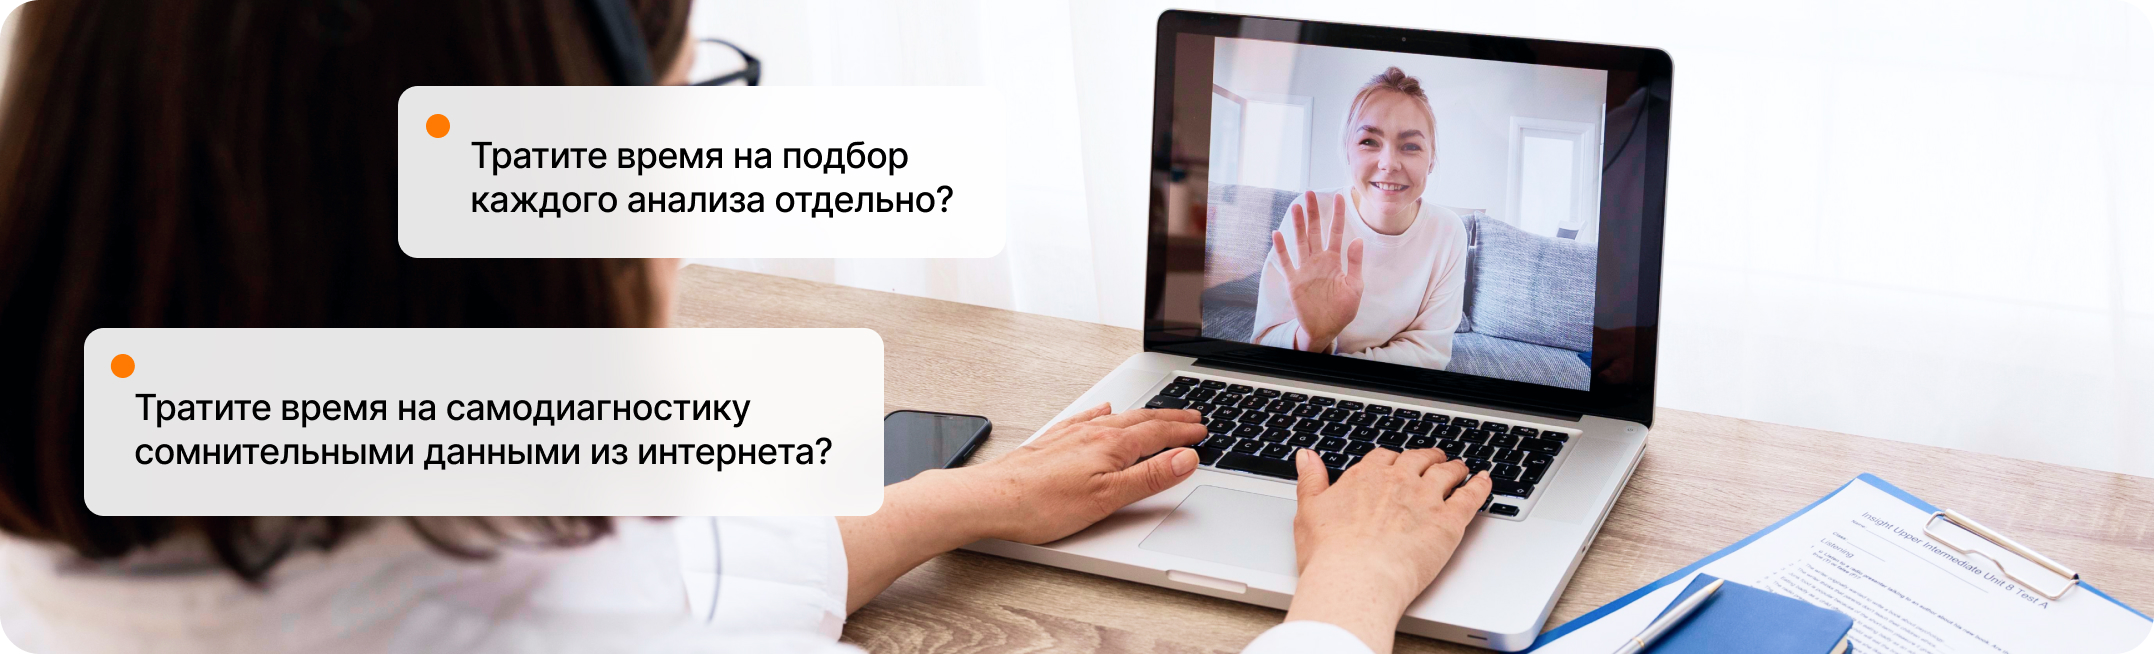 Тратите время на подбор
каждого анализа отдельно?
Тратите время на самодиагностику
сомнительными данными из интернета?
Insight Upper Intermediate Unit 8 Test A
Listening